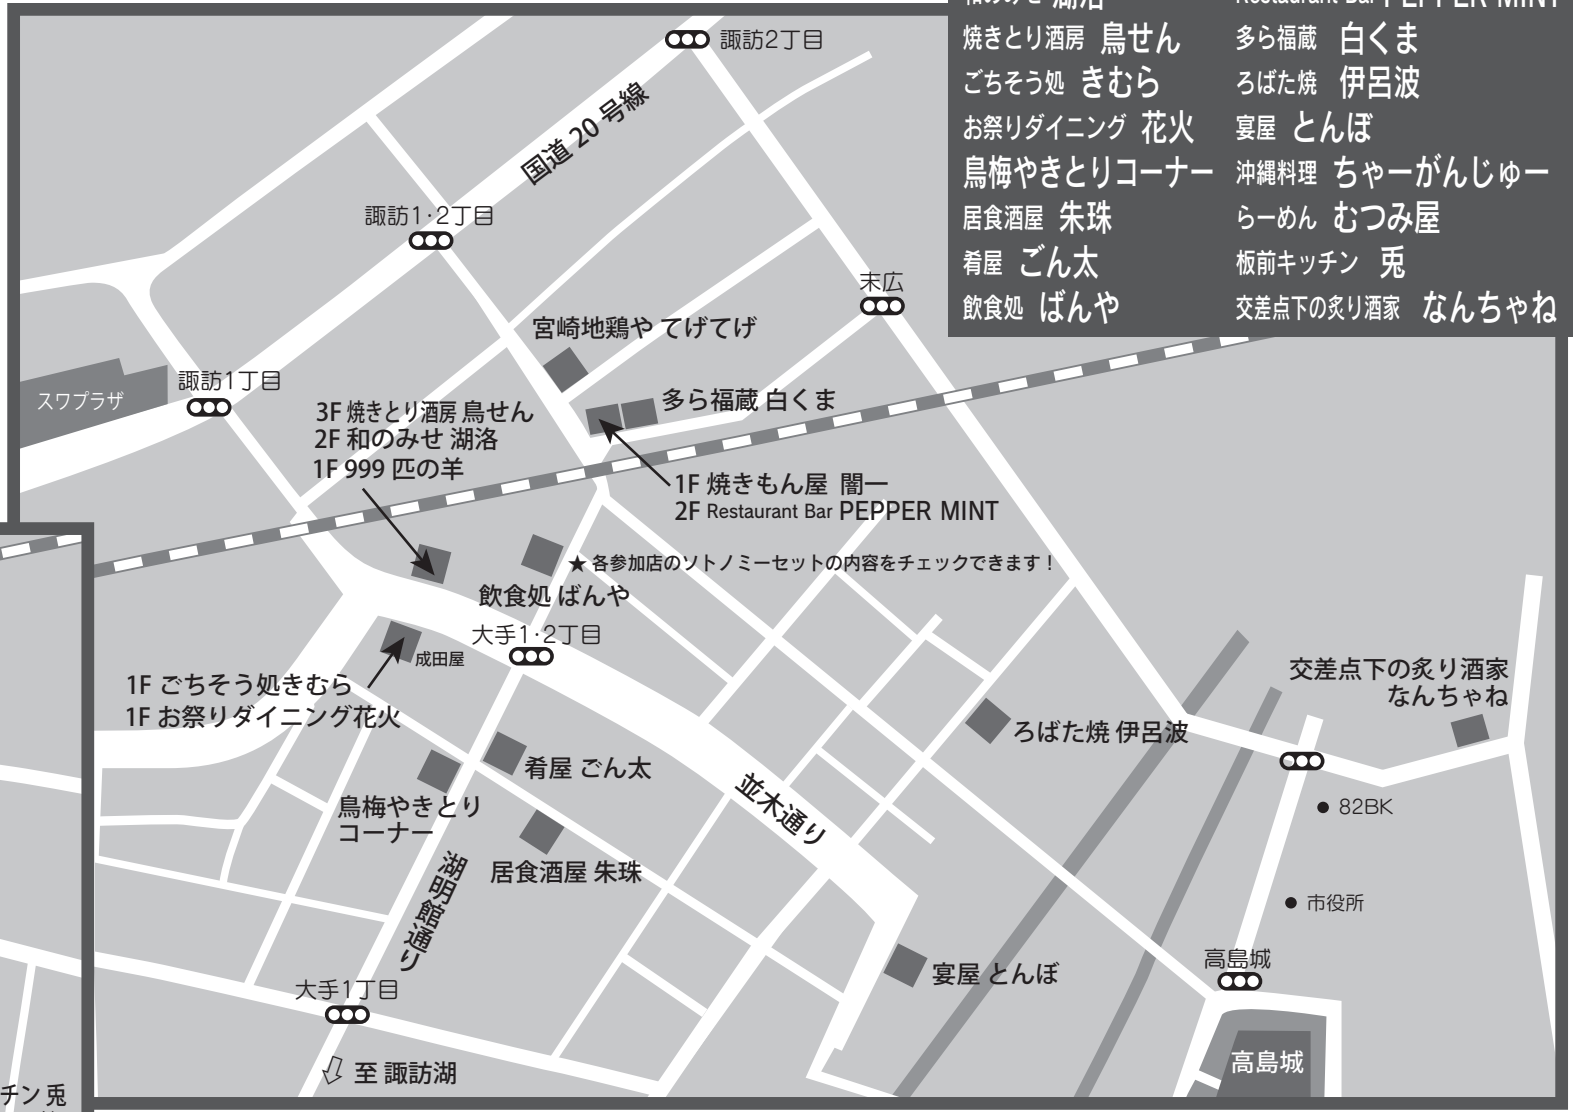 和のみせ 湖洛
Restaurant Bar PEPPER MINT
焼きとり酒房 鳥せん
多ら福蔵 白くま
ごちそう処 きむら
ろばた焼 伊呂波
お祭りダイニング 花火
宴屋 とんぼ
鳥梅やきとりコーナー
沖縄料理 ちゃーがんじゅー
居食酒屋 朱珠
らーめん むつみ屋
肴屋 ごん太
板前キッチン 兎
飲食処 ばんや
交差点下の炙り酒家 なんちゃね
諏訪2丁目
国道20号線
諏訪1・2丁目
末広
宮崎地鶏や てげてげ
諏訪1丁目
スワプラザ
多ら福蔵 白くま
3F 焼きとり酒房 鳥せん
2F 和のみせ 湖洛
1F 999 匹の羊
1F 焼きもん屋 闇一
2F Restaurant Bar PEPPER MINT
★ 各参加店のソトノミーセットの内容をチェックできます！
飲食処 ばんや
大手1・2丁目
成田屋
1F ごちそう処きむら
1F お祭りダイニング花火
交差点下の炙り酒家
なんちゃね
ろばた焼 伊呂波
肴屋 ごん太
並木通り
鳥梅やきとり
コーナー
82BK
居食酒屋 朱珠
湖明館通り
市役所
高島城
宴屋 とんぼ
大手1丁目
高島城
至 諏訪湖
チン 兎